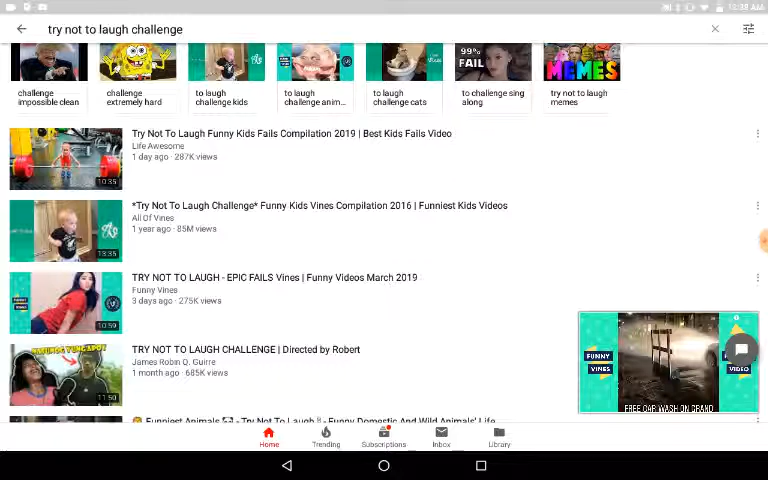 10:38 AM
try not to laugh challenge
99%
FAIL
MEMES
challenge
impossible clean
challenge
extremely hard
to laugh
challenge kids
to laugh
challenge anim...
to laugh
challenge cats
to challenge sing
along
try not to laugh
memes
Try Not To Laugh Funny Kids Fails Compilation 2019 | Best Kids Fails Video
Life Awesome
1 day ago · 287K views
10:35
*Try Not To Laugh Challenge* Funny Kids Vines Compilation 2016 | Funniest Kids Videos
All Of Vines
1 year ago · 85M views
13:35
TRY NOT TO LAUGH - EPIC FAILS Vines | Funny Videos March 2019
Funny Vines
3 days ago · 275K views
10:59
TRY NOT TO LAUGH CHALLENGE | Directed by Robert
James Robin Q. Guirre
1 month ago · 685K views
11:50
FUNNY
VINES
VIDEO
FREE CAR WASH ON GRAND
Funniest Animals - Try Not To Laugh - Funny Domestic And Wild Animals' Life
Home
Trending
Subscriptions
Inbox
Library